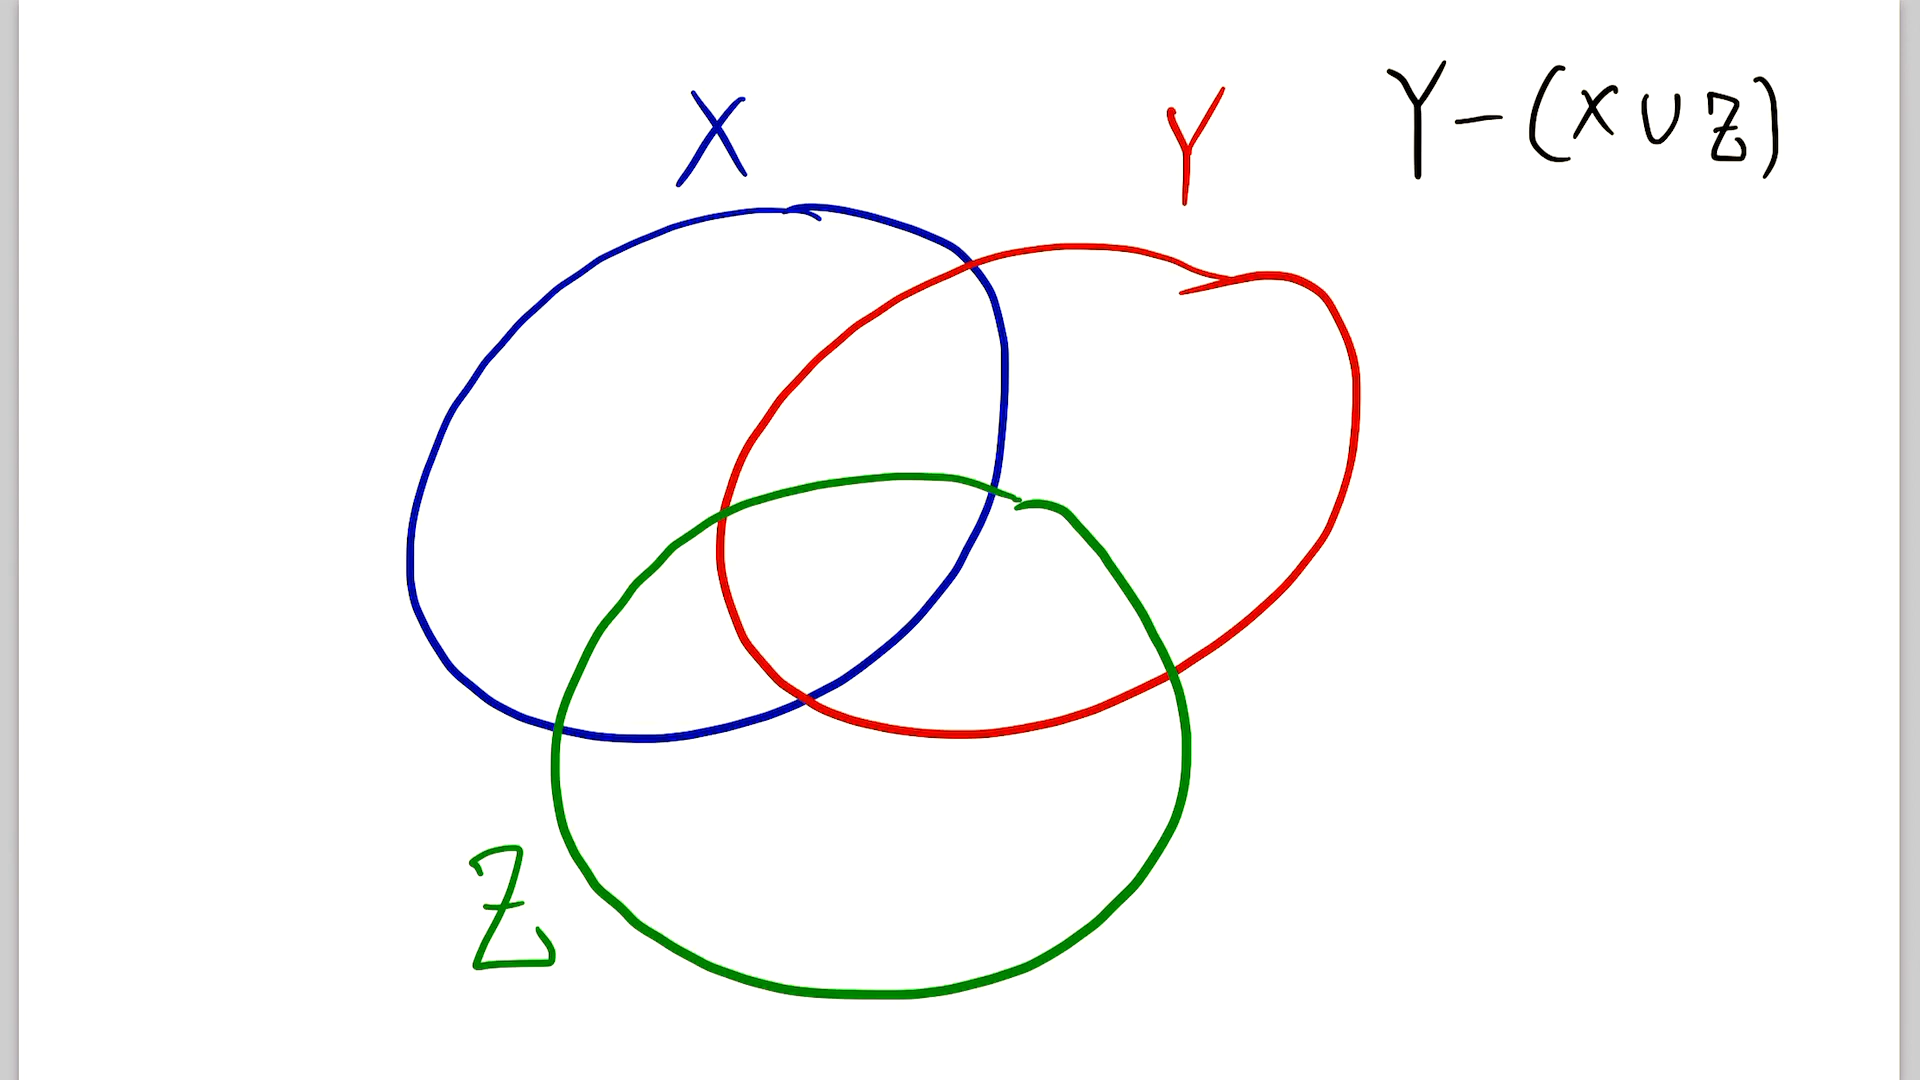 X
Y
Y - (X ∪ Z)
Z